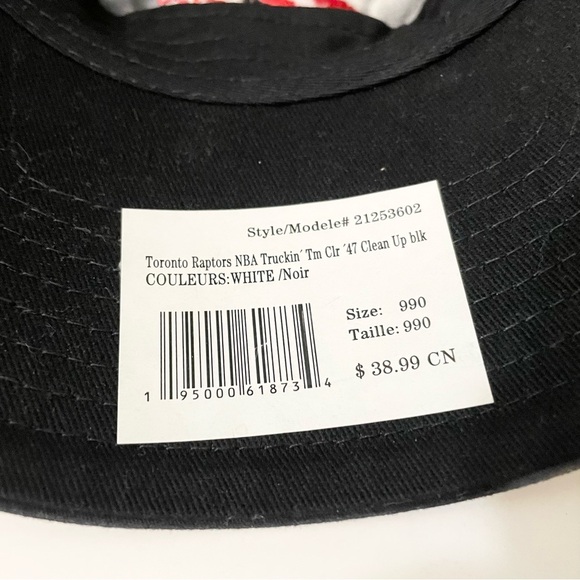 Style/Modele# 21253602
Toronto Raptors NBA Truckin´ Tm Clr ´47 Clean Up blk
COULEURS:WHITE /Noir
Size: 990
Taille: 990
$ 38.99 CN
1 95000 61873 4